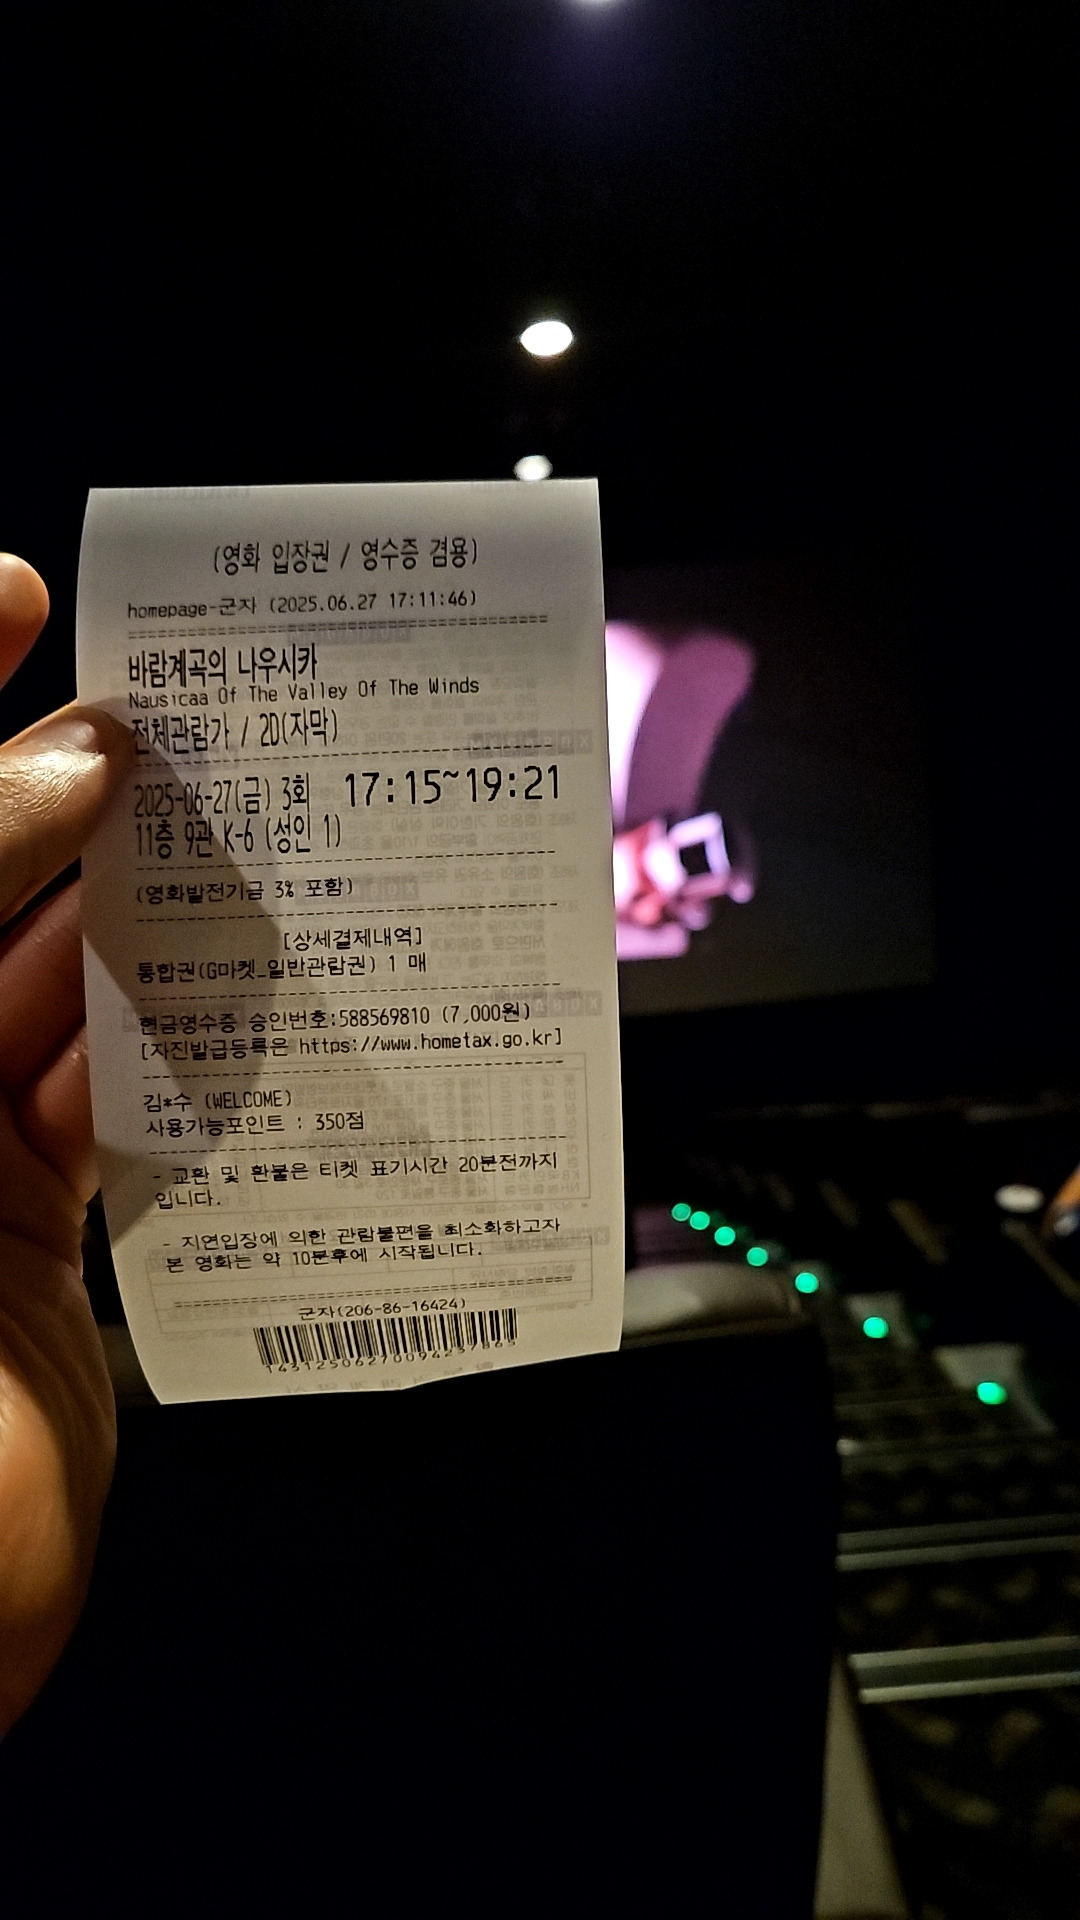 (영화 입장권 / 영수증 겸용)
homepage-군자 (2025.06.27 17:11:46)
바람계곡의 나우시카
Nausicaa Of The Valley Of The Winds
전체관람가 / 2D(자막)
2025-06-27(금) 3회 17:15~19:21
11층 9관 K-6 (성인 1)
(영화발전기금 3% 포함)
[상세결제내역]
통합권(G마켓_일반관람권) 1 매
현금영수증 승인번호:588569810 (7,000원)
[자진발급등록은 https://www.hometax.go.kr]
김*수 (WELCOME)
사용가능포인트 : 350점
- 교환 및 환불은 티켓 표기시간 20분전까지
입니다.
- 지연입장에 의한 관람불편을 최소화하고자
본 영화는 약 10분후에 시작됩니다.
군자(206-86-16424)